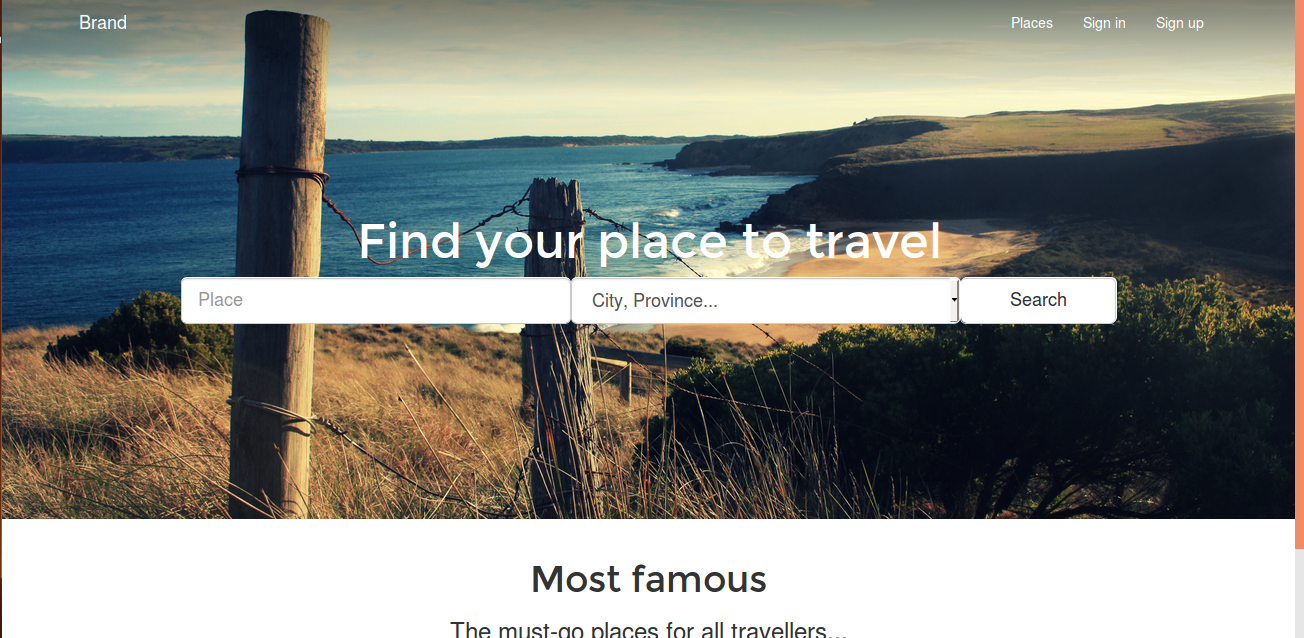 Brand
Places Sign in Sign up
Find your place to travel
Place
City, Province...
Search
Most famous
The must-go places for all travellers...